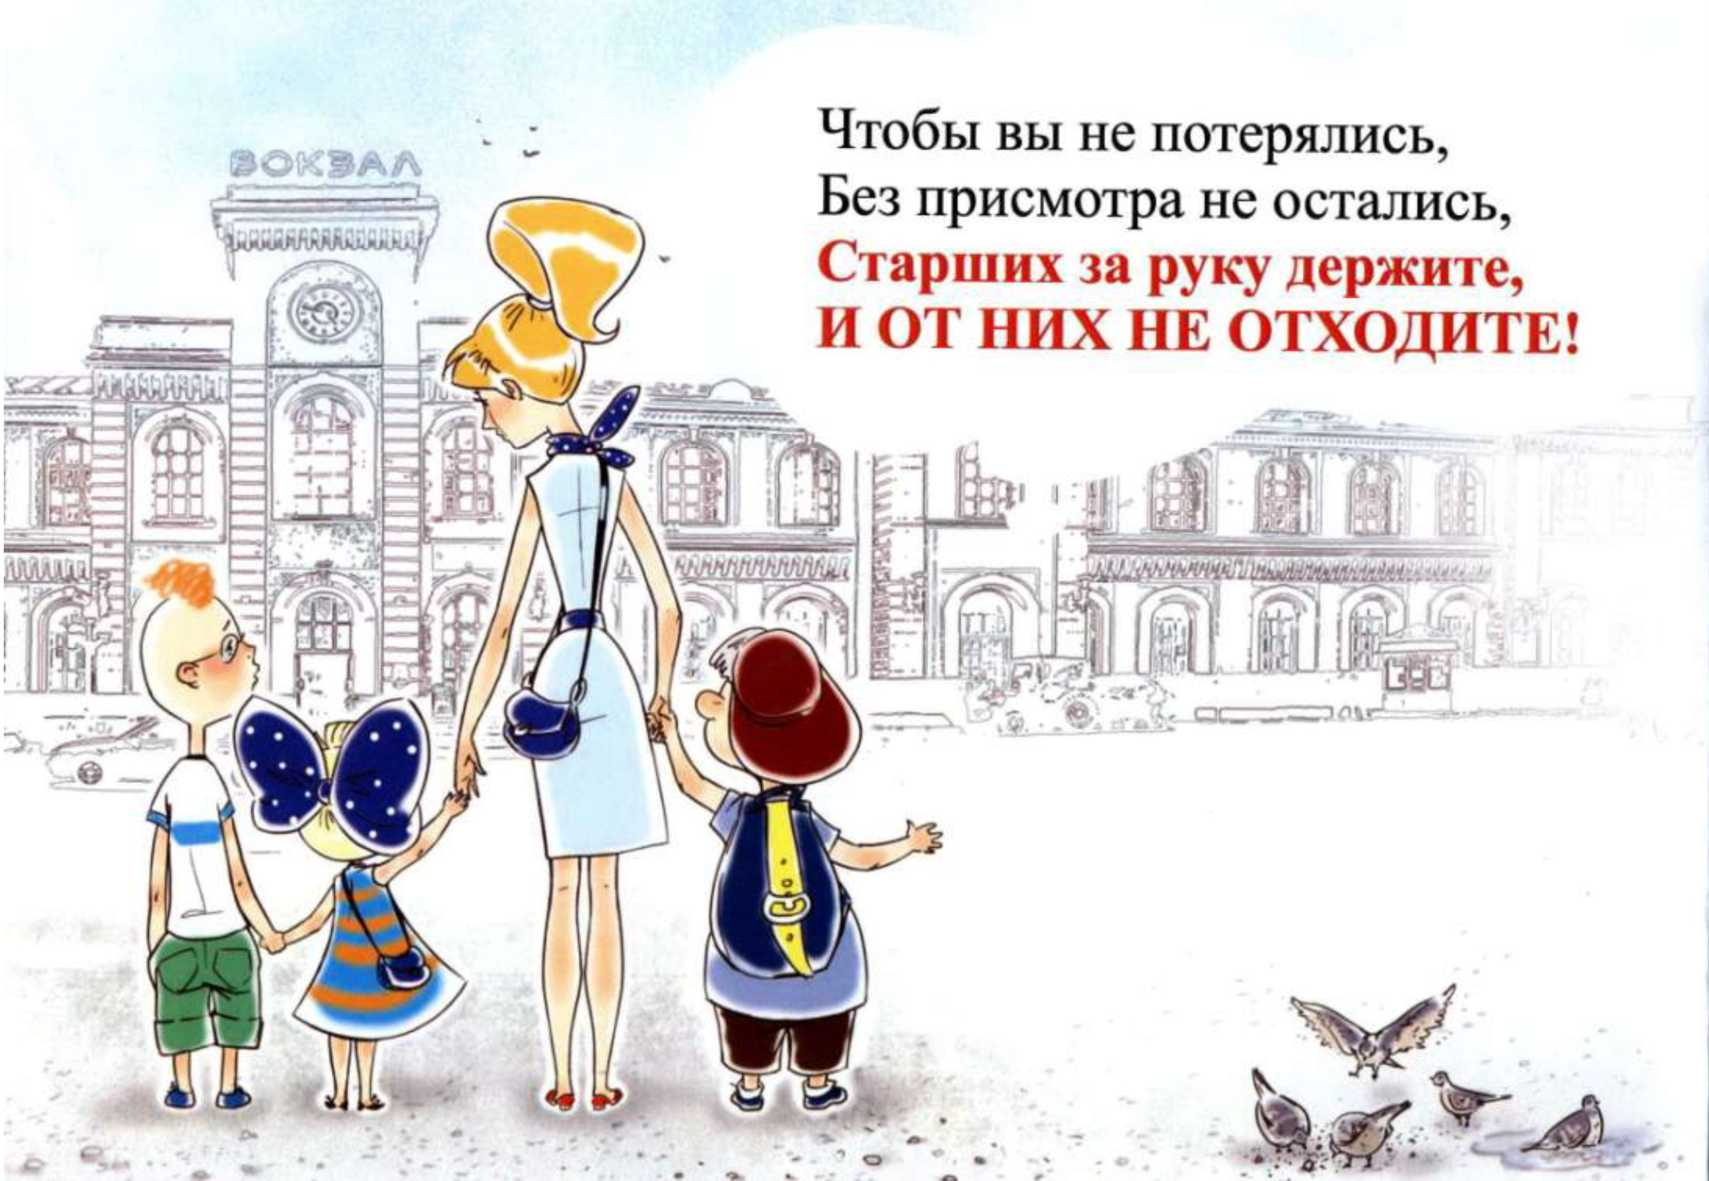 ВОКЗАЛ
Чтобы вы не потерялись,
Без присмотра не остались,
Старших за руку держите,
И ОТ НИХ НЕ ОТХОДИТЕ!